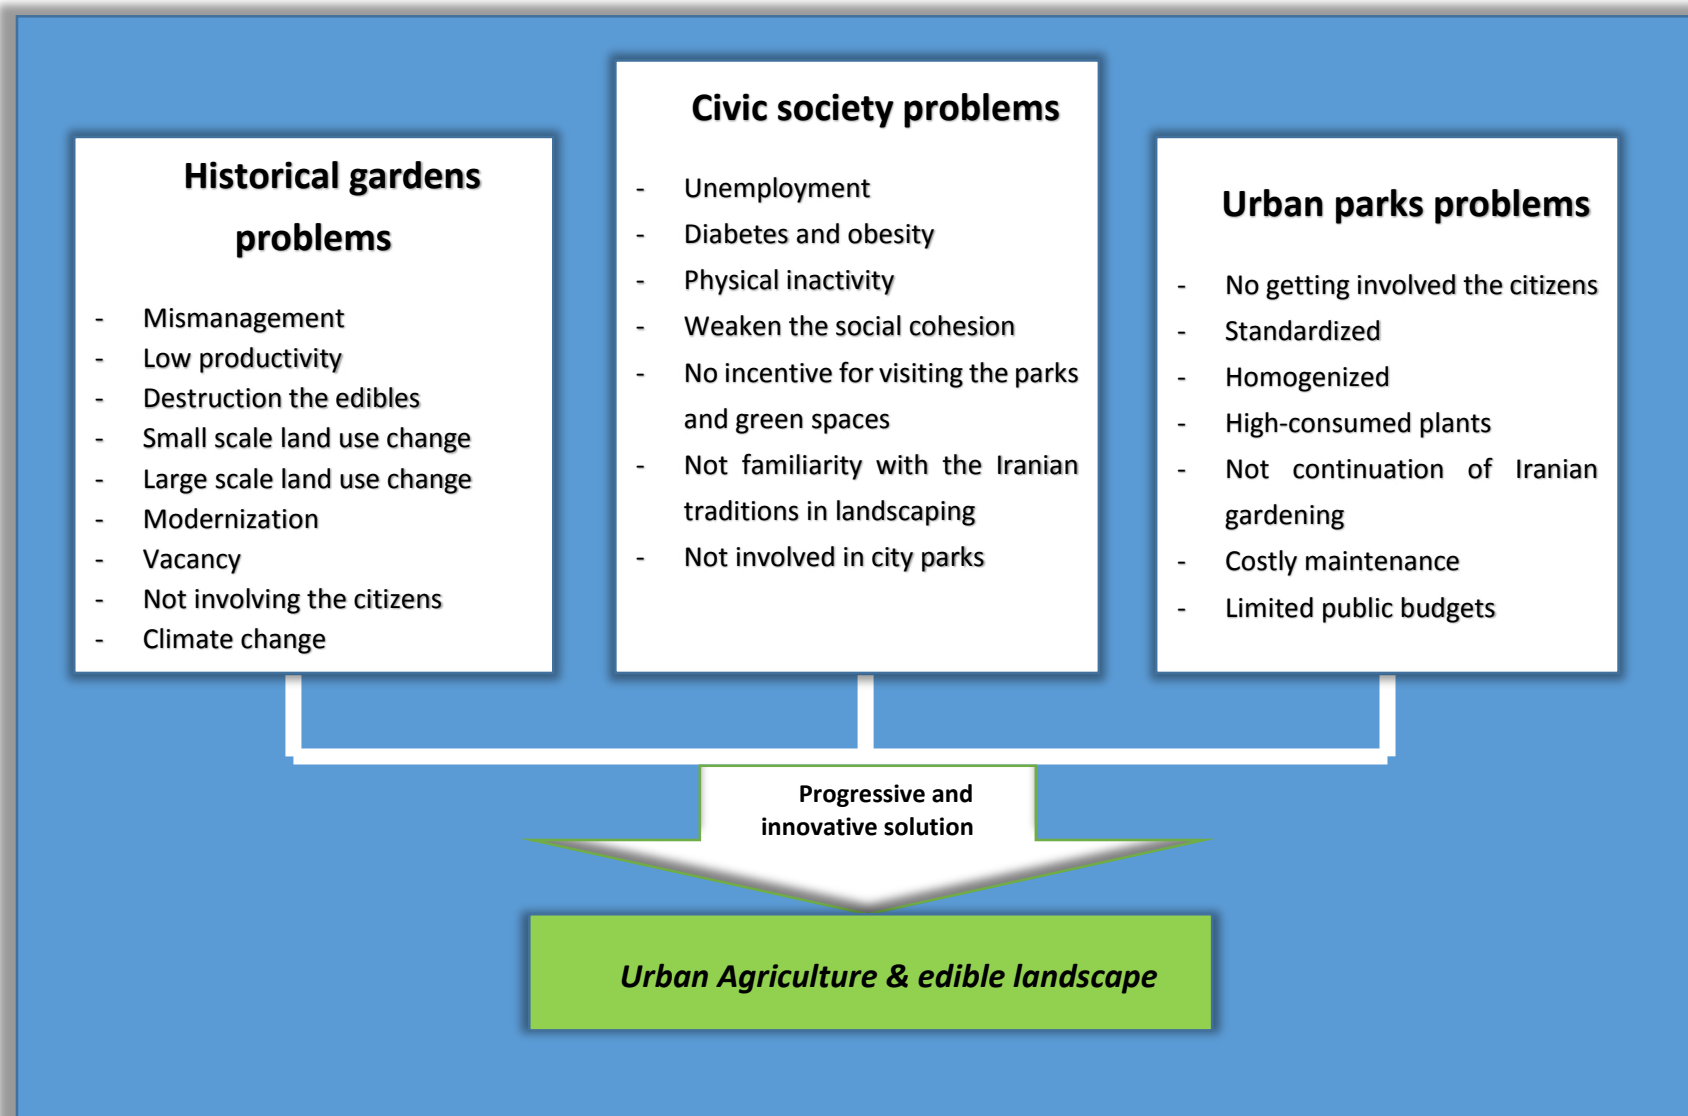 Historical gardens
problems
- Mismanagement
- Low productivity
- Destruction the edibles
- Small scale land use change
- Large scale land use change
- Modernization
- Vacancy
- Not involving the citizens
- Climate change
Civic society problems
- Unemployment
- Diabetes and obesity
- Physical inactivity
- Weaken the social cohesion
- No incentive for visiting the parks
and green spaces
- Not familiarity with the Iranian
traditions in landscaping
- Not involved in city parks
Urban parks problems
- No getting involved the citizens
- Standardized
- Homogenized
- High-consumed plants
- Not continuation of Iranian
gardening
- Costly maintenance
- Limited public budgets
Progressive and
innovative solution
Urban Agriculture & edible landscape